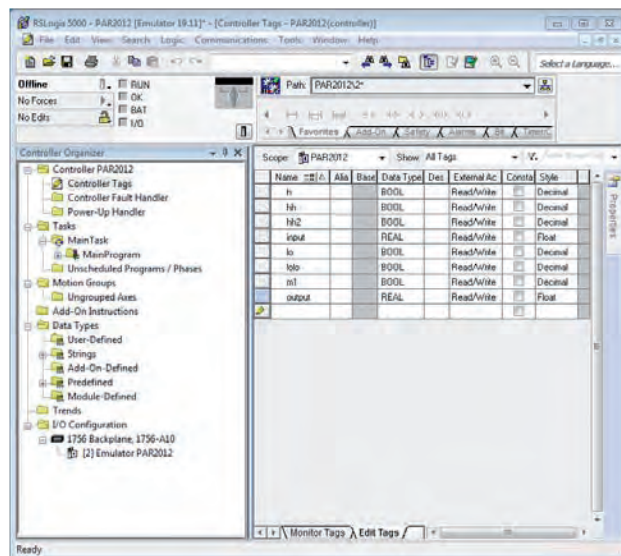 RSLogix 5000 - PAR2012 [Emulator 19.11]* - [Controller Tags - PAR2012(controller)]
File Edit View Search Logic Communications Tools Window Help
Select a Language...
Offline RUN
No Forces OK
No Edits BAT
I/O
Path: PAR2012\2*
Favorites Add-On Safety Alarms Bit
Controller Organizer
Controller PAR2012
Controller Tags
Controller Fault Handler
Power-Up Handler
Tasks
MainTask
MainProgram
Unscheduled Programs / Phases
Motion Groups
Ungrouped Axes
Add-On Instructions
Data Types
User-Defined
Strings
Add-On-Defined
Predefined
Module-Defined
Trends
I/O Configuration
1756 Backplane, 1756-A10
[2] Emulator PAR2012
Scope: PAR2012 Show: All Tags
Name Alia Base Data Type Des External Ac Consta Style
h BOOL Read/Write Decimal
hh BOOL Read/Write Decimal
hh2 BOOL Read/Write Decimal
input REAL Read/Write Float
lo BOOL Read/Write Decimal
lolo BOOL Read/Write Decimal
m1 BOOL Read/Write Decimal
output REAL Read/Write Float
Properties
Monitor Tags Edit Tags
Ready